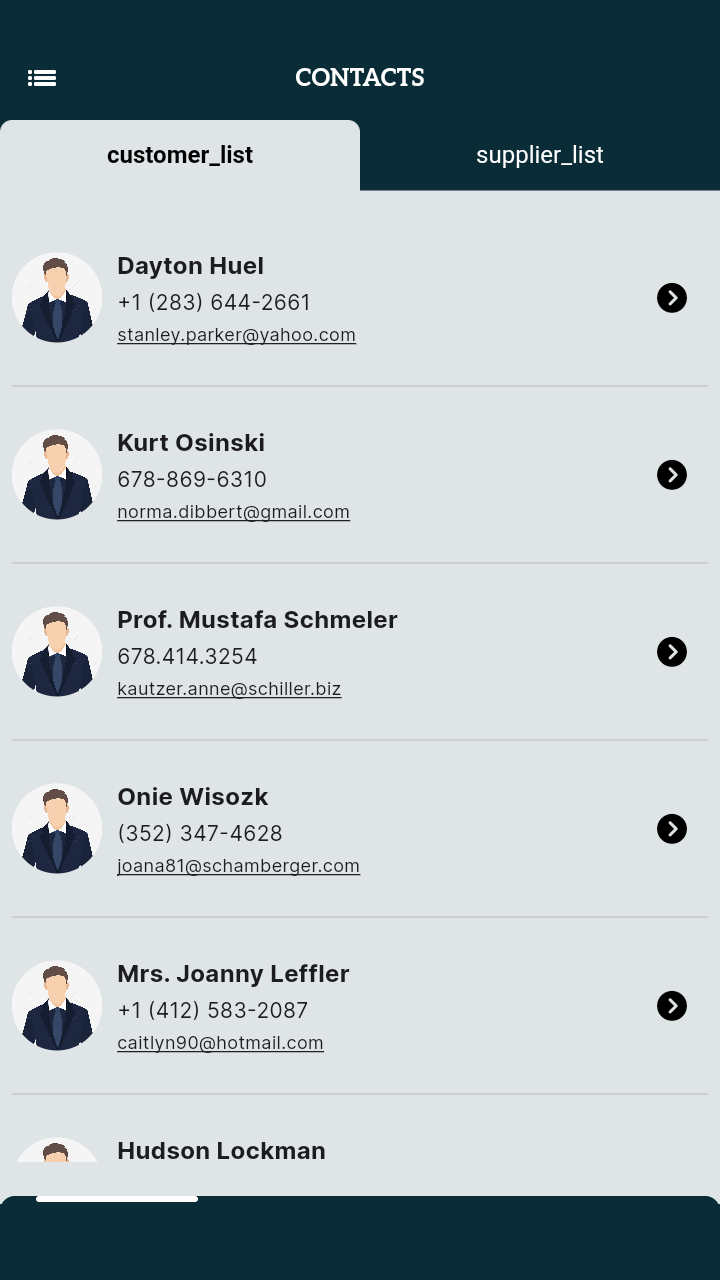 CONTACTS
customer_list
supplier_list
Dayton Huel
+1 (283) 644-2661
stanley.parker@yahoo.com
Kurt Osinski
678-869-6310
norma.dibbert@gmail.com
Prof. Mustafa Schmeler
678.414.3254
kautzer.anne@schiller.biz
Onie Wisozk
(352) 347-4628
joana81@schamberger.com
Mrs. Joanny Leffler
+1 (412) 583-2087
caitlyn90@hotmail.com
Hudson Lockman